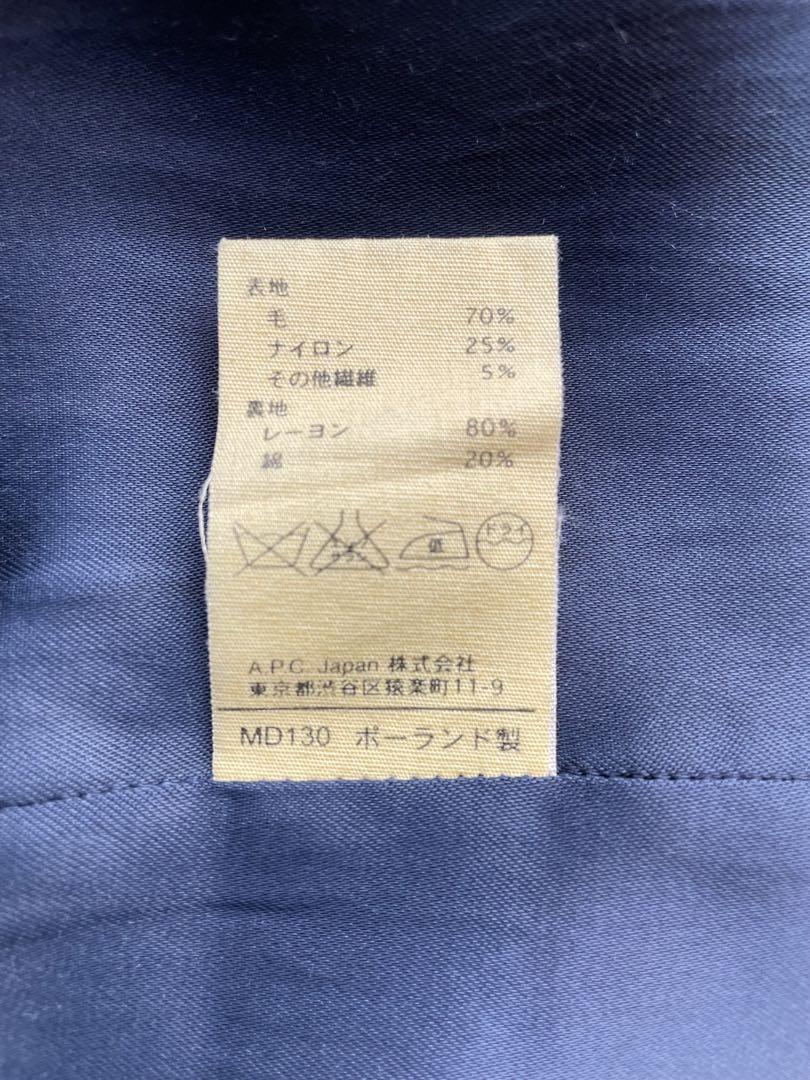 表地
毛 70%
ナイロン 25%
その他繊維 5%
裏地
レーヨン 80%
綿 20%
低 ドライ
A.P.C. Japan 株式会社
東京都渋谷区猿楽町11-9
MD130 ポーランド製